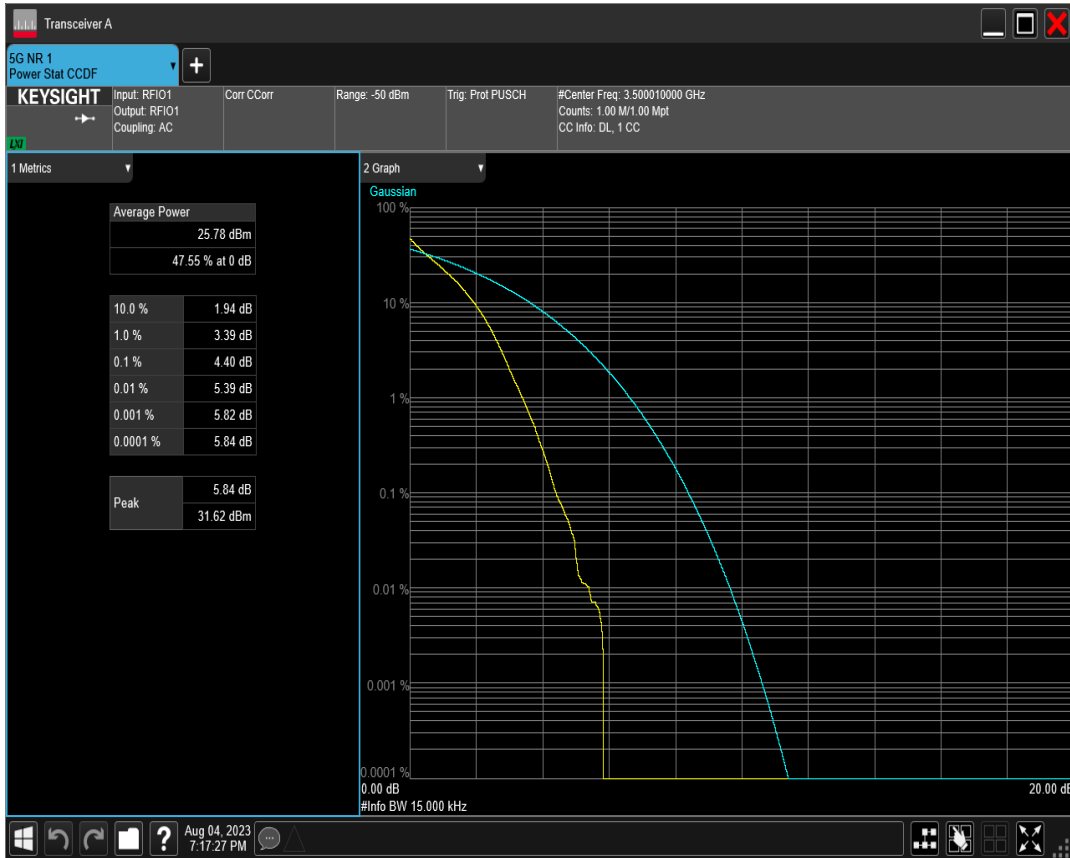 Transceiver A
5G NR 1
Power Stat CCDF
KEYSIGHT
LXI
Input: RFIO1
Output: RFIO1
Coupling: AC
Corr CCorr
Range: -50 dBm
Trig: Prot PUSCH
#Center Freq: 3.500010000 GHz
Counts: 1.00 M/1.00 Mpt
CC Info: DL, 1 CC
1 Metrics
Average Power
25.78 dBm
47.55 % at 0 dB
10.0 % 1.94 dB
1.0 % 3.39 dB
0.1 % 4.40 dB
0.01 % 5.39 dB
0.001 % 5.82 dB
0.0001 % 5.84 dB
Peak
5.84 dB
31.62 dBm
2 Graph
Gaussian
100 %
10 %
1 %
0.1 %
0.01 %
0.001 %
0.0001 %
0.00 dB 20.00 dB
#Info BW 15.000 kHz
?
Aug 04, 2023
7:17:27 PM